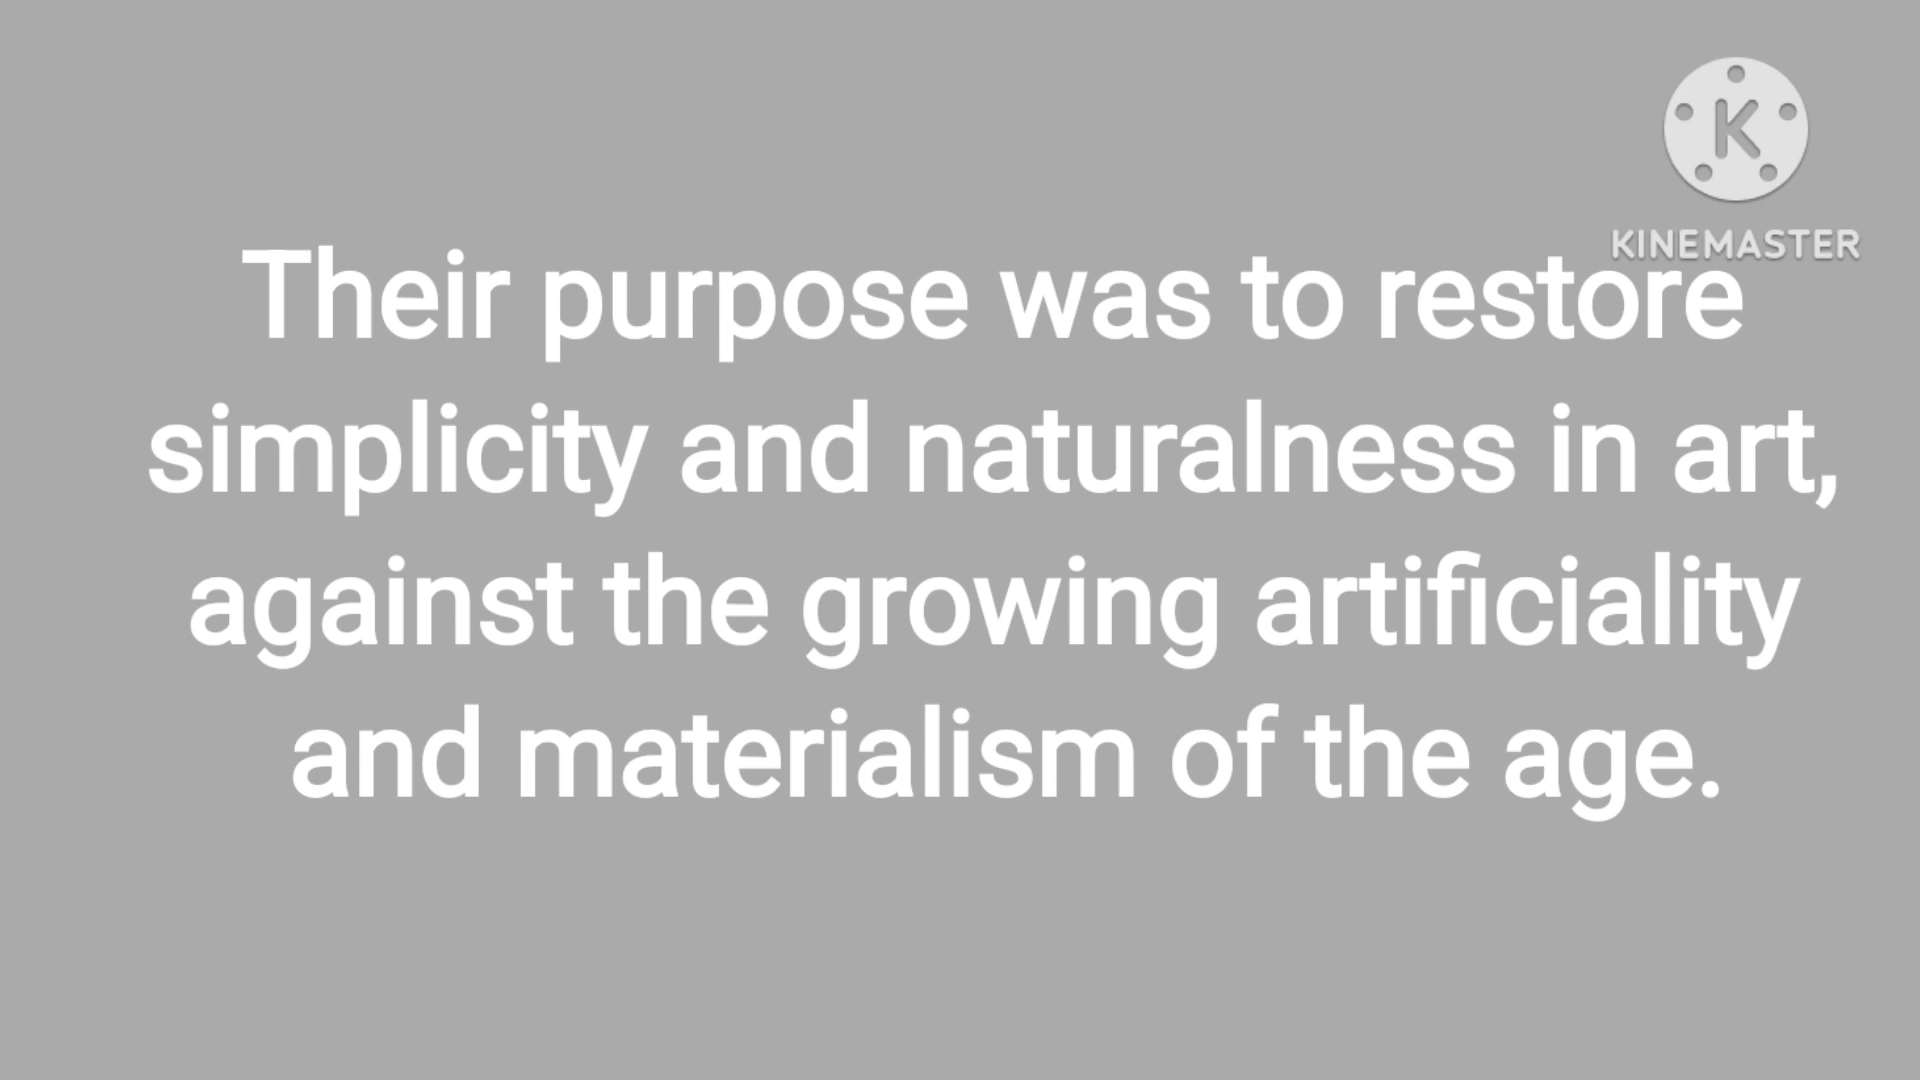 K
KINEMASTER
Their purpose was to restore
simplicity and naturalness in art,
against the growing artificiality
and materialism of the age.